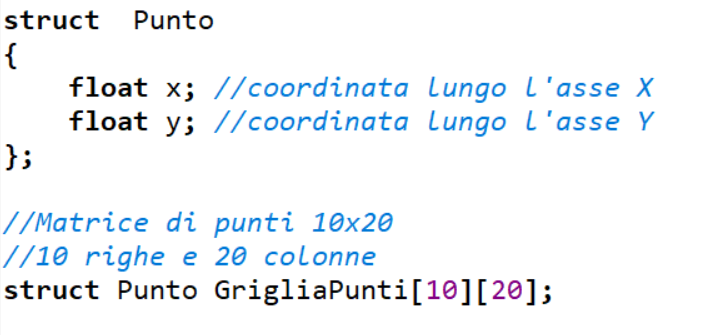 struct  Punto
{
    float x; //coordinata lungo l'asse X
    float y; //coordinata lungo l'asse Y
};

//Matrice di punti 10x20
//10 righe e 20 colonne
struct Punto GrigliaPunti[10][20];